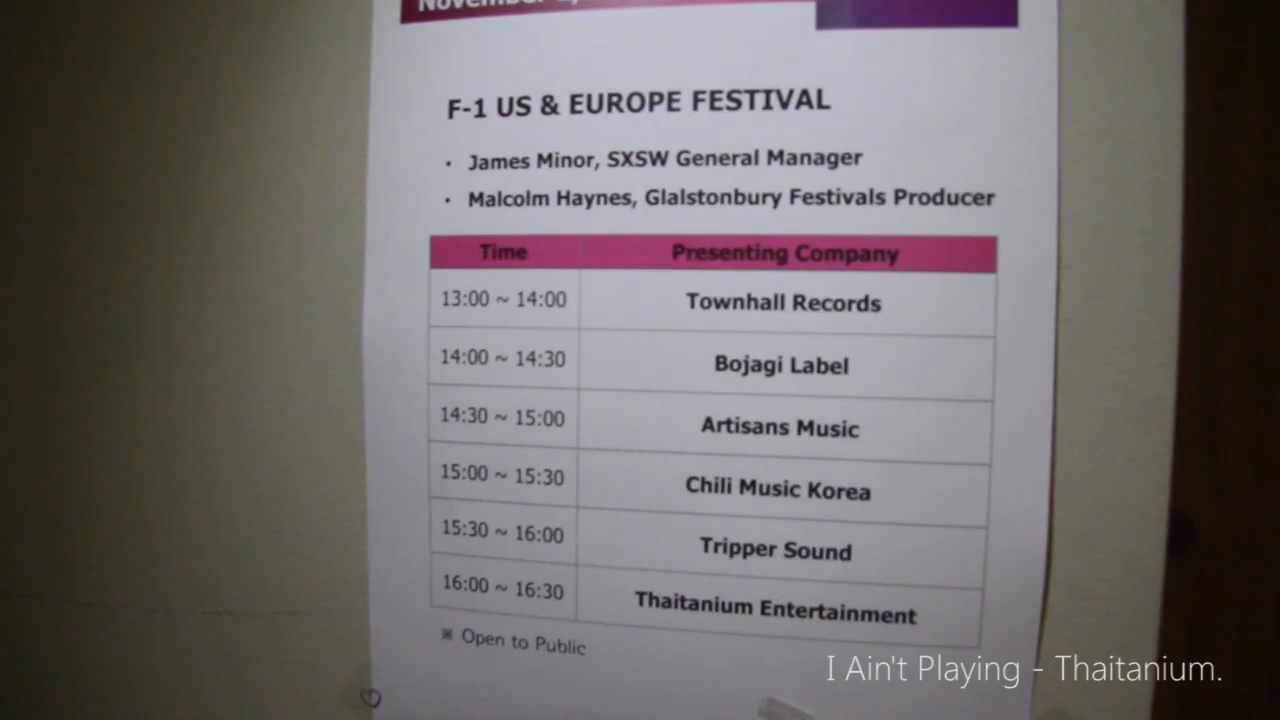 November
F-1 US & EUROPE FESTIVAL
· James Minor, SXSW General Manager
· Malcolm Haynes, Glalstonbury Festivals Producer
Time Presenting Company
13:00 ~ 14:00 Townhall Records
14:00 ~ 14:30 Bojagi Label
14:30 ~ 15:00 Artisans Music
15:00 ~ 15:30 Chili Music Korea
15:30 ~ 16:00 Tripper Sound
16:00 ~ 16:30 Thaitanium Entertainment
※ Open to Public
I Ain't Playing - Thaitanium.